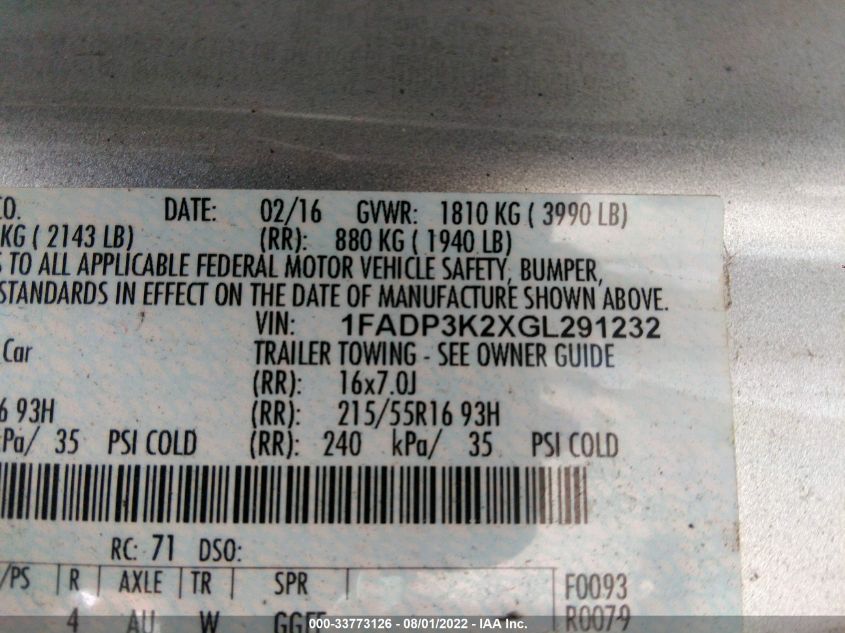 CO. DATE: 02/16 GVWR: 1810 KG ( 3990 LB)
KG ( 2143 LB) (RR): 880 KG ( 1940 LB)
TO ALL APPLICABLE FEDERAL MOTOR VEHICLE SAFETY, BUMPER,
STANDARDS IN EFFECT ON THE DATE OF MANUFACTURE SHOWN ABOVE.
VIN: 1FADP3K2XGL291232
Car TRAILER TOWING - SEE OWNER GUIDE
(RR): 16x7.0J
6 93H (RR): 215/55R16 93H
kPa/ 35 PSI COLD (RR): 240 kPa/ 35 PSI COLD
RC: 71 DSO:
/PS R AXLE TR SPR F0093
4 AU W GGFF R0079
000-33773126 - 08/01/2022 - IAA Inc.